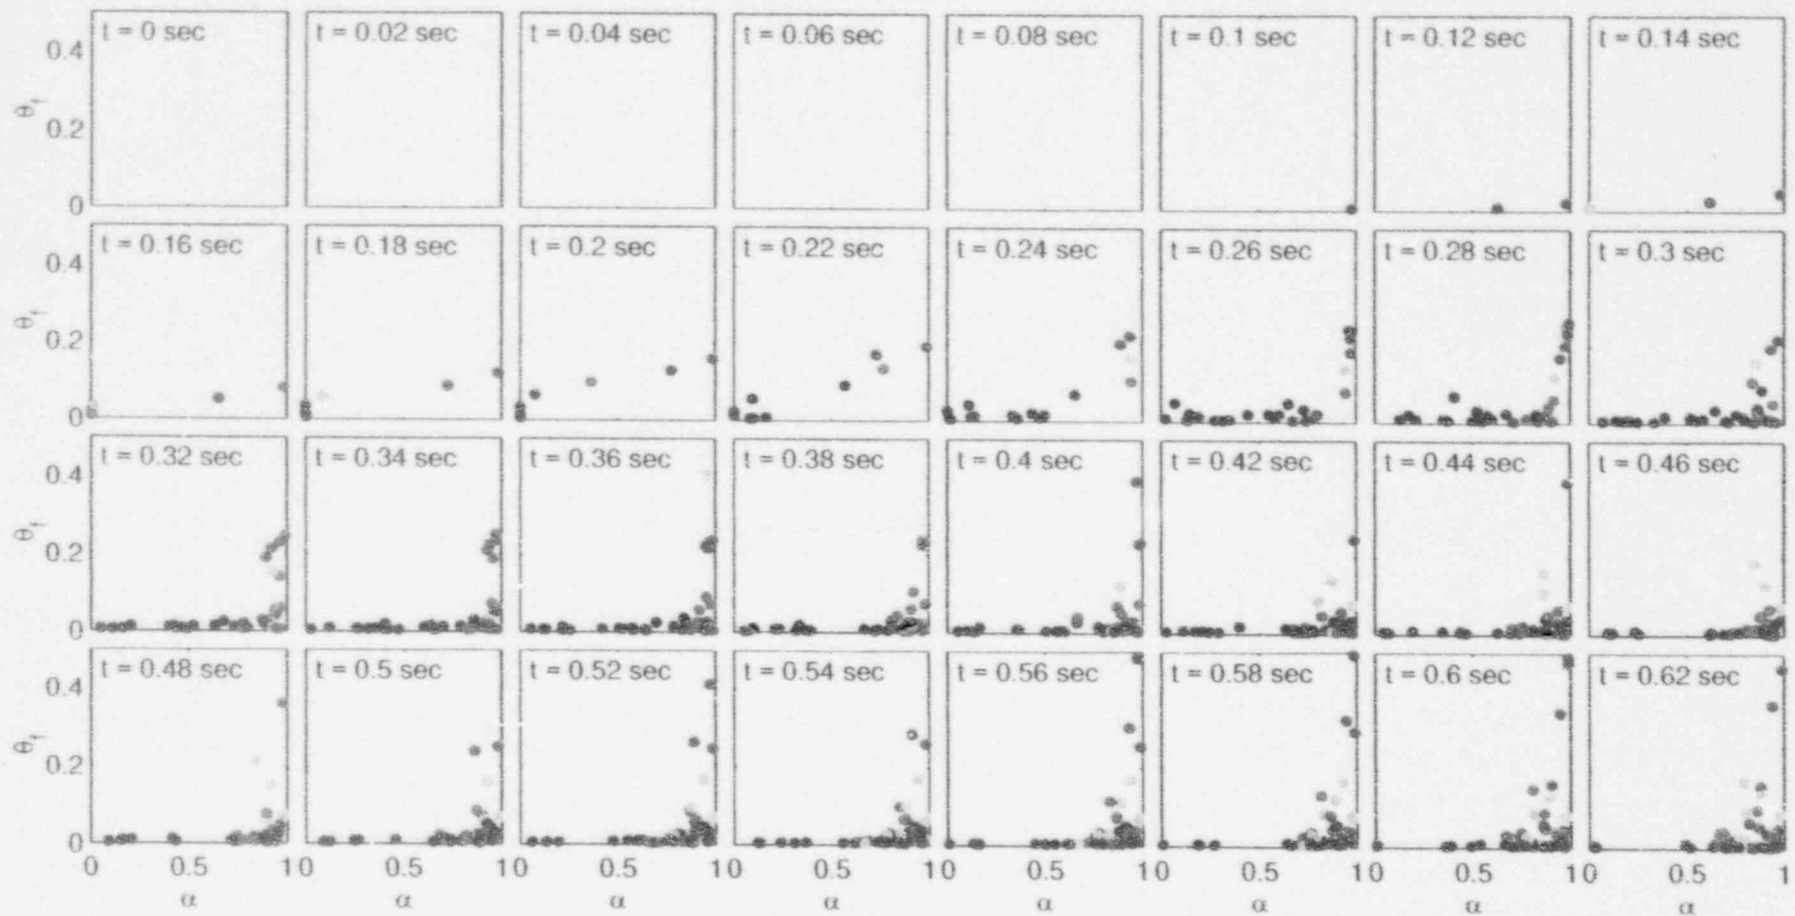 t = 0 sec t = 0.02 sec t = 0.04 sec t = 0.06 sec t = 0.08 sec t = 0.1 sec t = 0.12 sec t = 0.14 sec
0.4
θf
0.2
0
t = 0.16 sec t = 0.18 sec t = 0.2 sec t = 0.22 sec t = 0.24 sec t = 0.26 sec t = 0.28 sec t = 0.3 sec
0.4
θf
0.2
0
t = 0.32 sec t = 0.34 sec t = 0.36 sec t = 0.38 sec t = 0.4 sec t = 0.42 sec t = 0.44 sec t = 0.46 sec
0.4
θf
0.2
0
t = 0.48 sec t = 0.5 sec t = 0.52 sec t = 0.54 sec t = 0.56 sec t = 0.58 sec t = 0.6 sec t = 0.62 sec
0.4
θf
0.2
0
0 0.5 1 0 0.5 1 0 0.5 1 0 0.5 1 0 0.5 1 0 0.5 1 0 0.5 1 0 0.5 1
α α α α α α α α